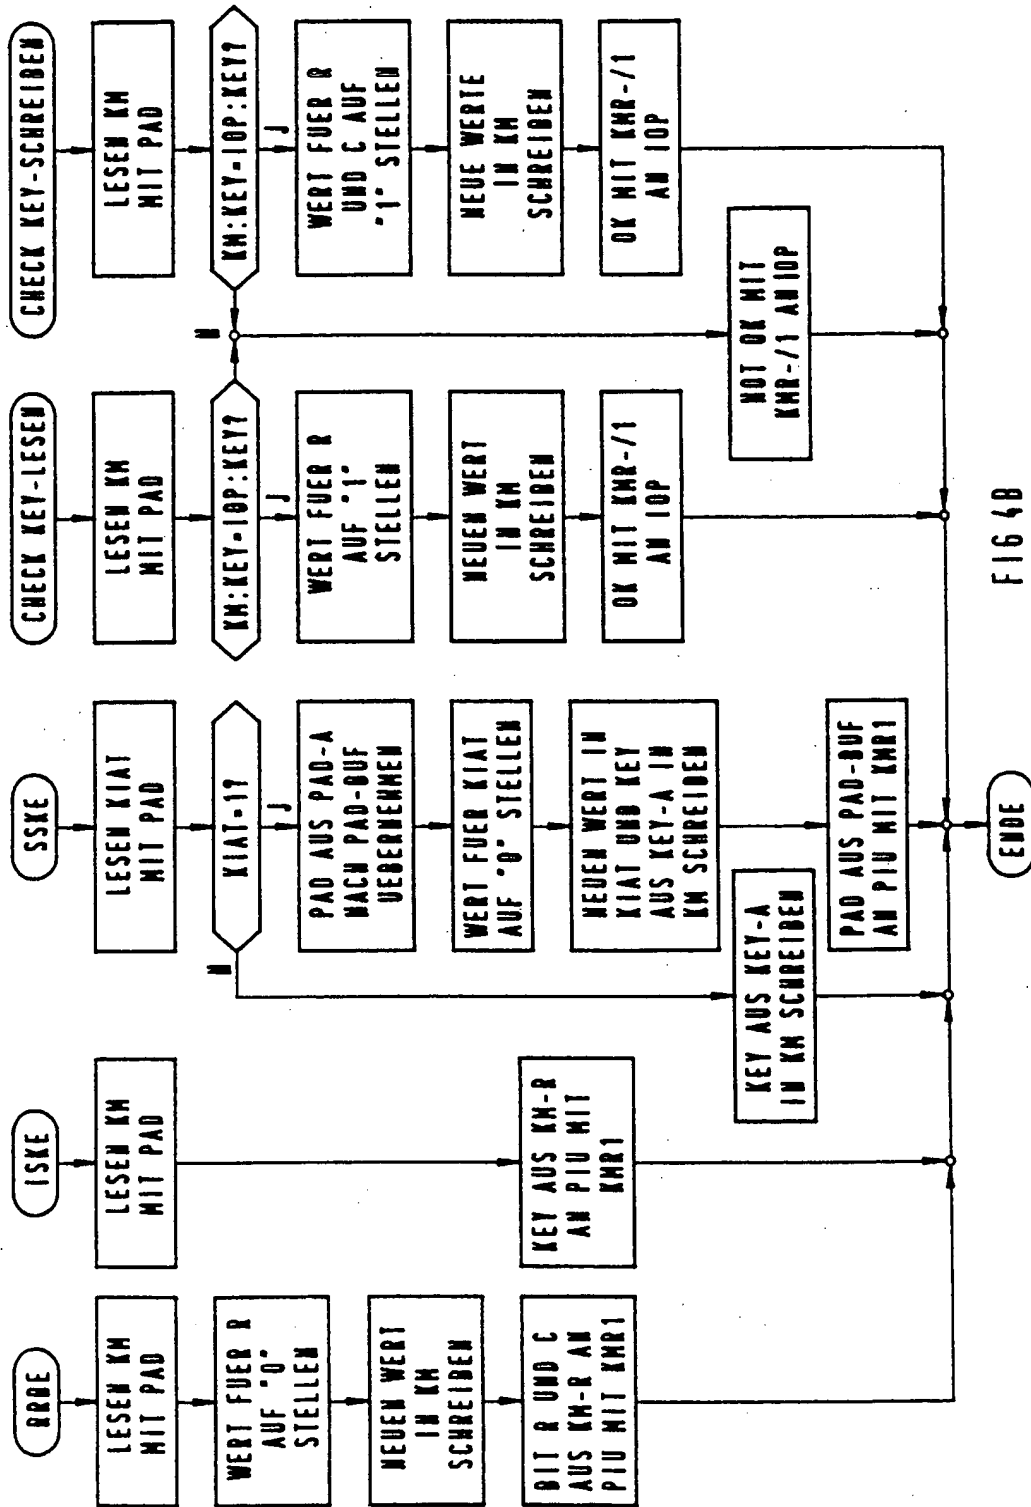 RRBE
LESEN KM
MIT PAD
WERT FUER R
AUF "0"
STELLEN
NEUEN WERT
IN KM
SCHREIBEN
BIT R UND C
AUS KM-R AN
PIU MIT KMR1
ISKE
LESEN KM
MIT PAD
KEY AUS KM-R
AN PIU MIT
KMR1
SSKE
LESEN KIAT
MIT PAD
KIAT=1?
N
J
PAD AUS PAD-A
NACH PAD-BUF
UEBERNEHMEN
WERT FUER KIAT
AUF "0" STELLEN
NEUEN WERT IN
KIAT UND KEY
AUS KEY-A IN
KM SCHREIBEN
KEY AUS KEY-A
IN KM SCHREIBEN
PAD AUS PAD-BUF
AN PIU MIT KMR1
CHECK KEY-LESEN
LESEN KM
MIT PAD
KM:KEY=IOP:KEY?
N
J
WERT FUER R
AUF "1"
STELLEN
NEUEN WERT
IN KM
SCHREIBEN
OK MIT KMR-/1
AN IOP
NOT OK MIT
KMR-/1 AN IOP
CHECK KEY-SCHREIBEN
LESEN KM
MIT PAD
KM:KEY=IOP:KEY?
J
WERT FUER R
UND C AUF
"1" STELLEN
NEUE WERTE
IN KM
SCHREIBEN
OK MIT KMR-/1
AN IOP
ENDE
FIG 4B